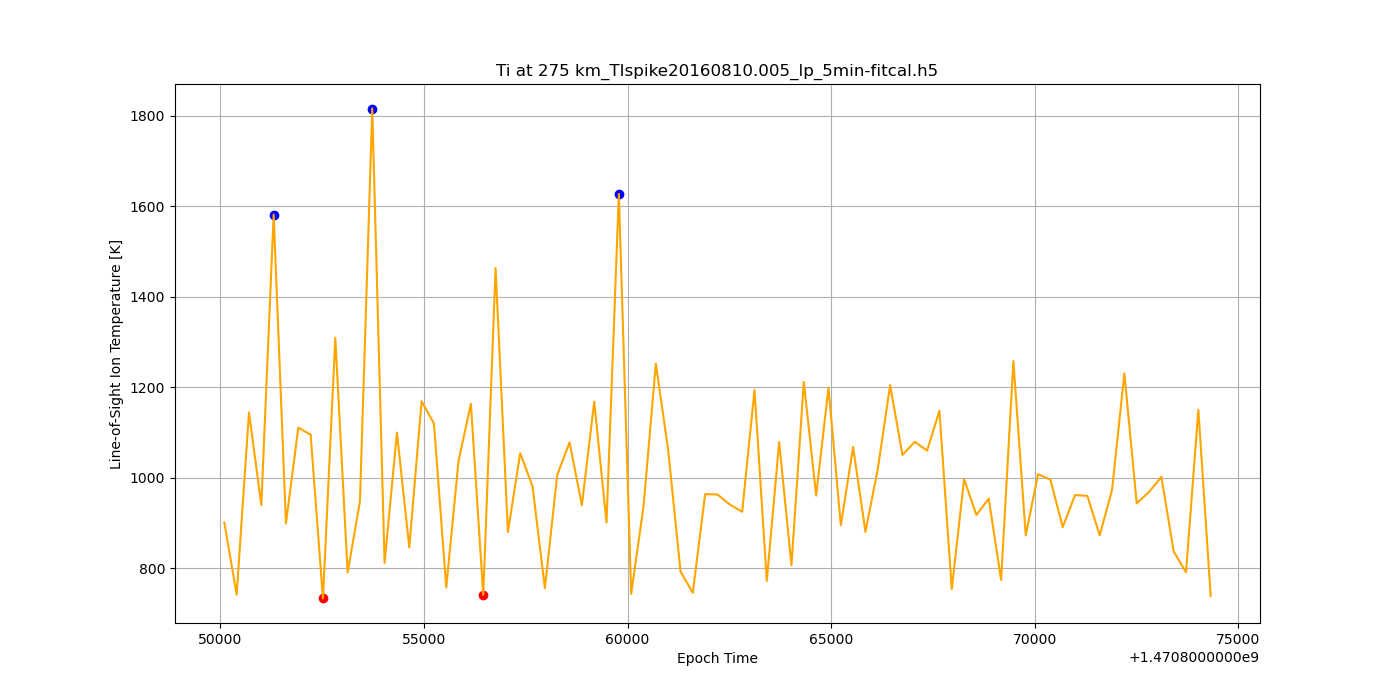 Ti at 275 km_TIspike20160810.005_lp_5min-fitcal.h5
Line-of-Sight Ion Temperature [K]
1800
1600
1400
1200
1000
800
50000 55000 60000 65000 70000 75000
Epoch Time
+1.4708000000e9